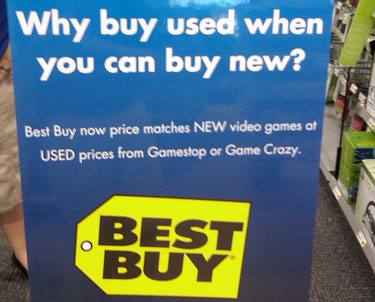 Why buy used when
you can buy new?
Best Buy now price matches NEW video games at
USED prices from Gamestop or Game Crazy.
BEST
BUY®